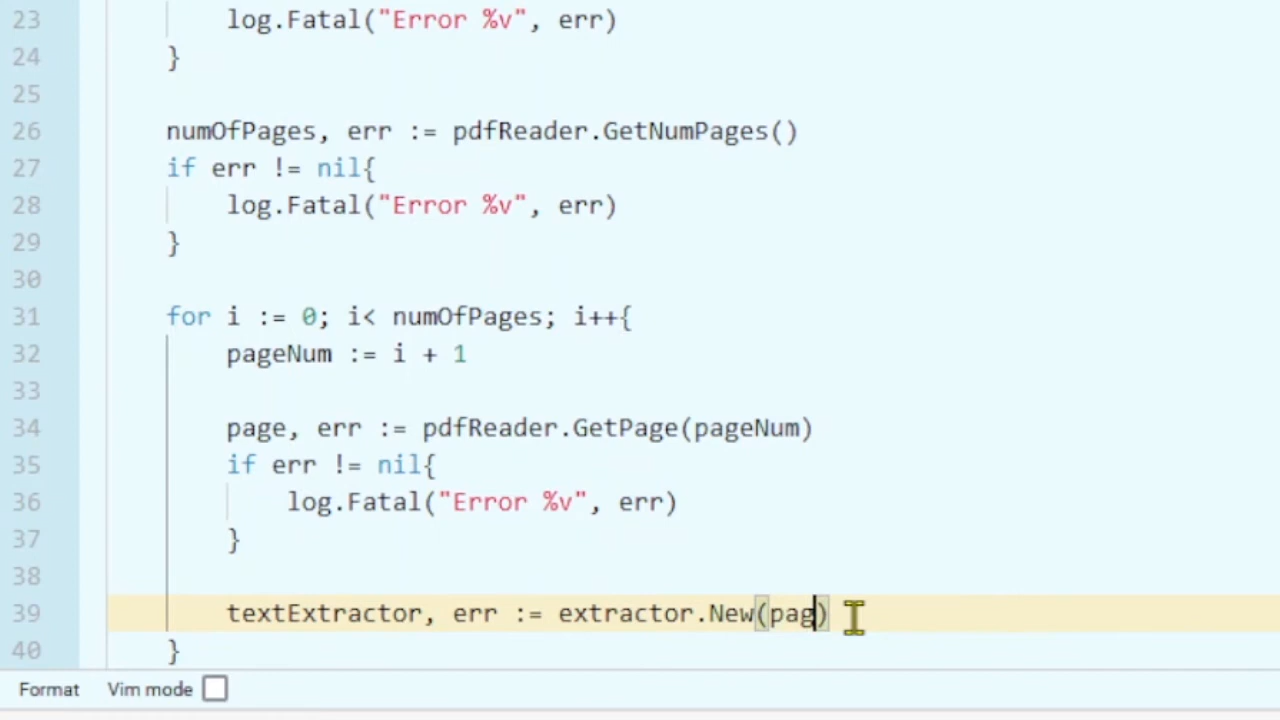 23 log.Fatal("Error %v", err)
24 }
25
26 numOfPages, err := pdfReader.GetNumPages()
27 if err != nil{
28 log.Fatal("Error %v", err)
29 }
30
31 for i := 0; i< numOfPages; i++{
32 pageNum := i + 1
33
34 page, err := pdfReader.GetPage(pageNum)
35 if err != nil{
36 log.Fatal("Error %v", err)
37 }
38
39 textExtractor, err := extractor.New(pag)
40 }
Format Vim mode